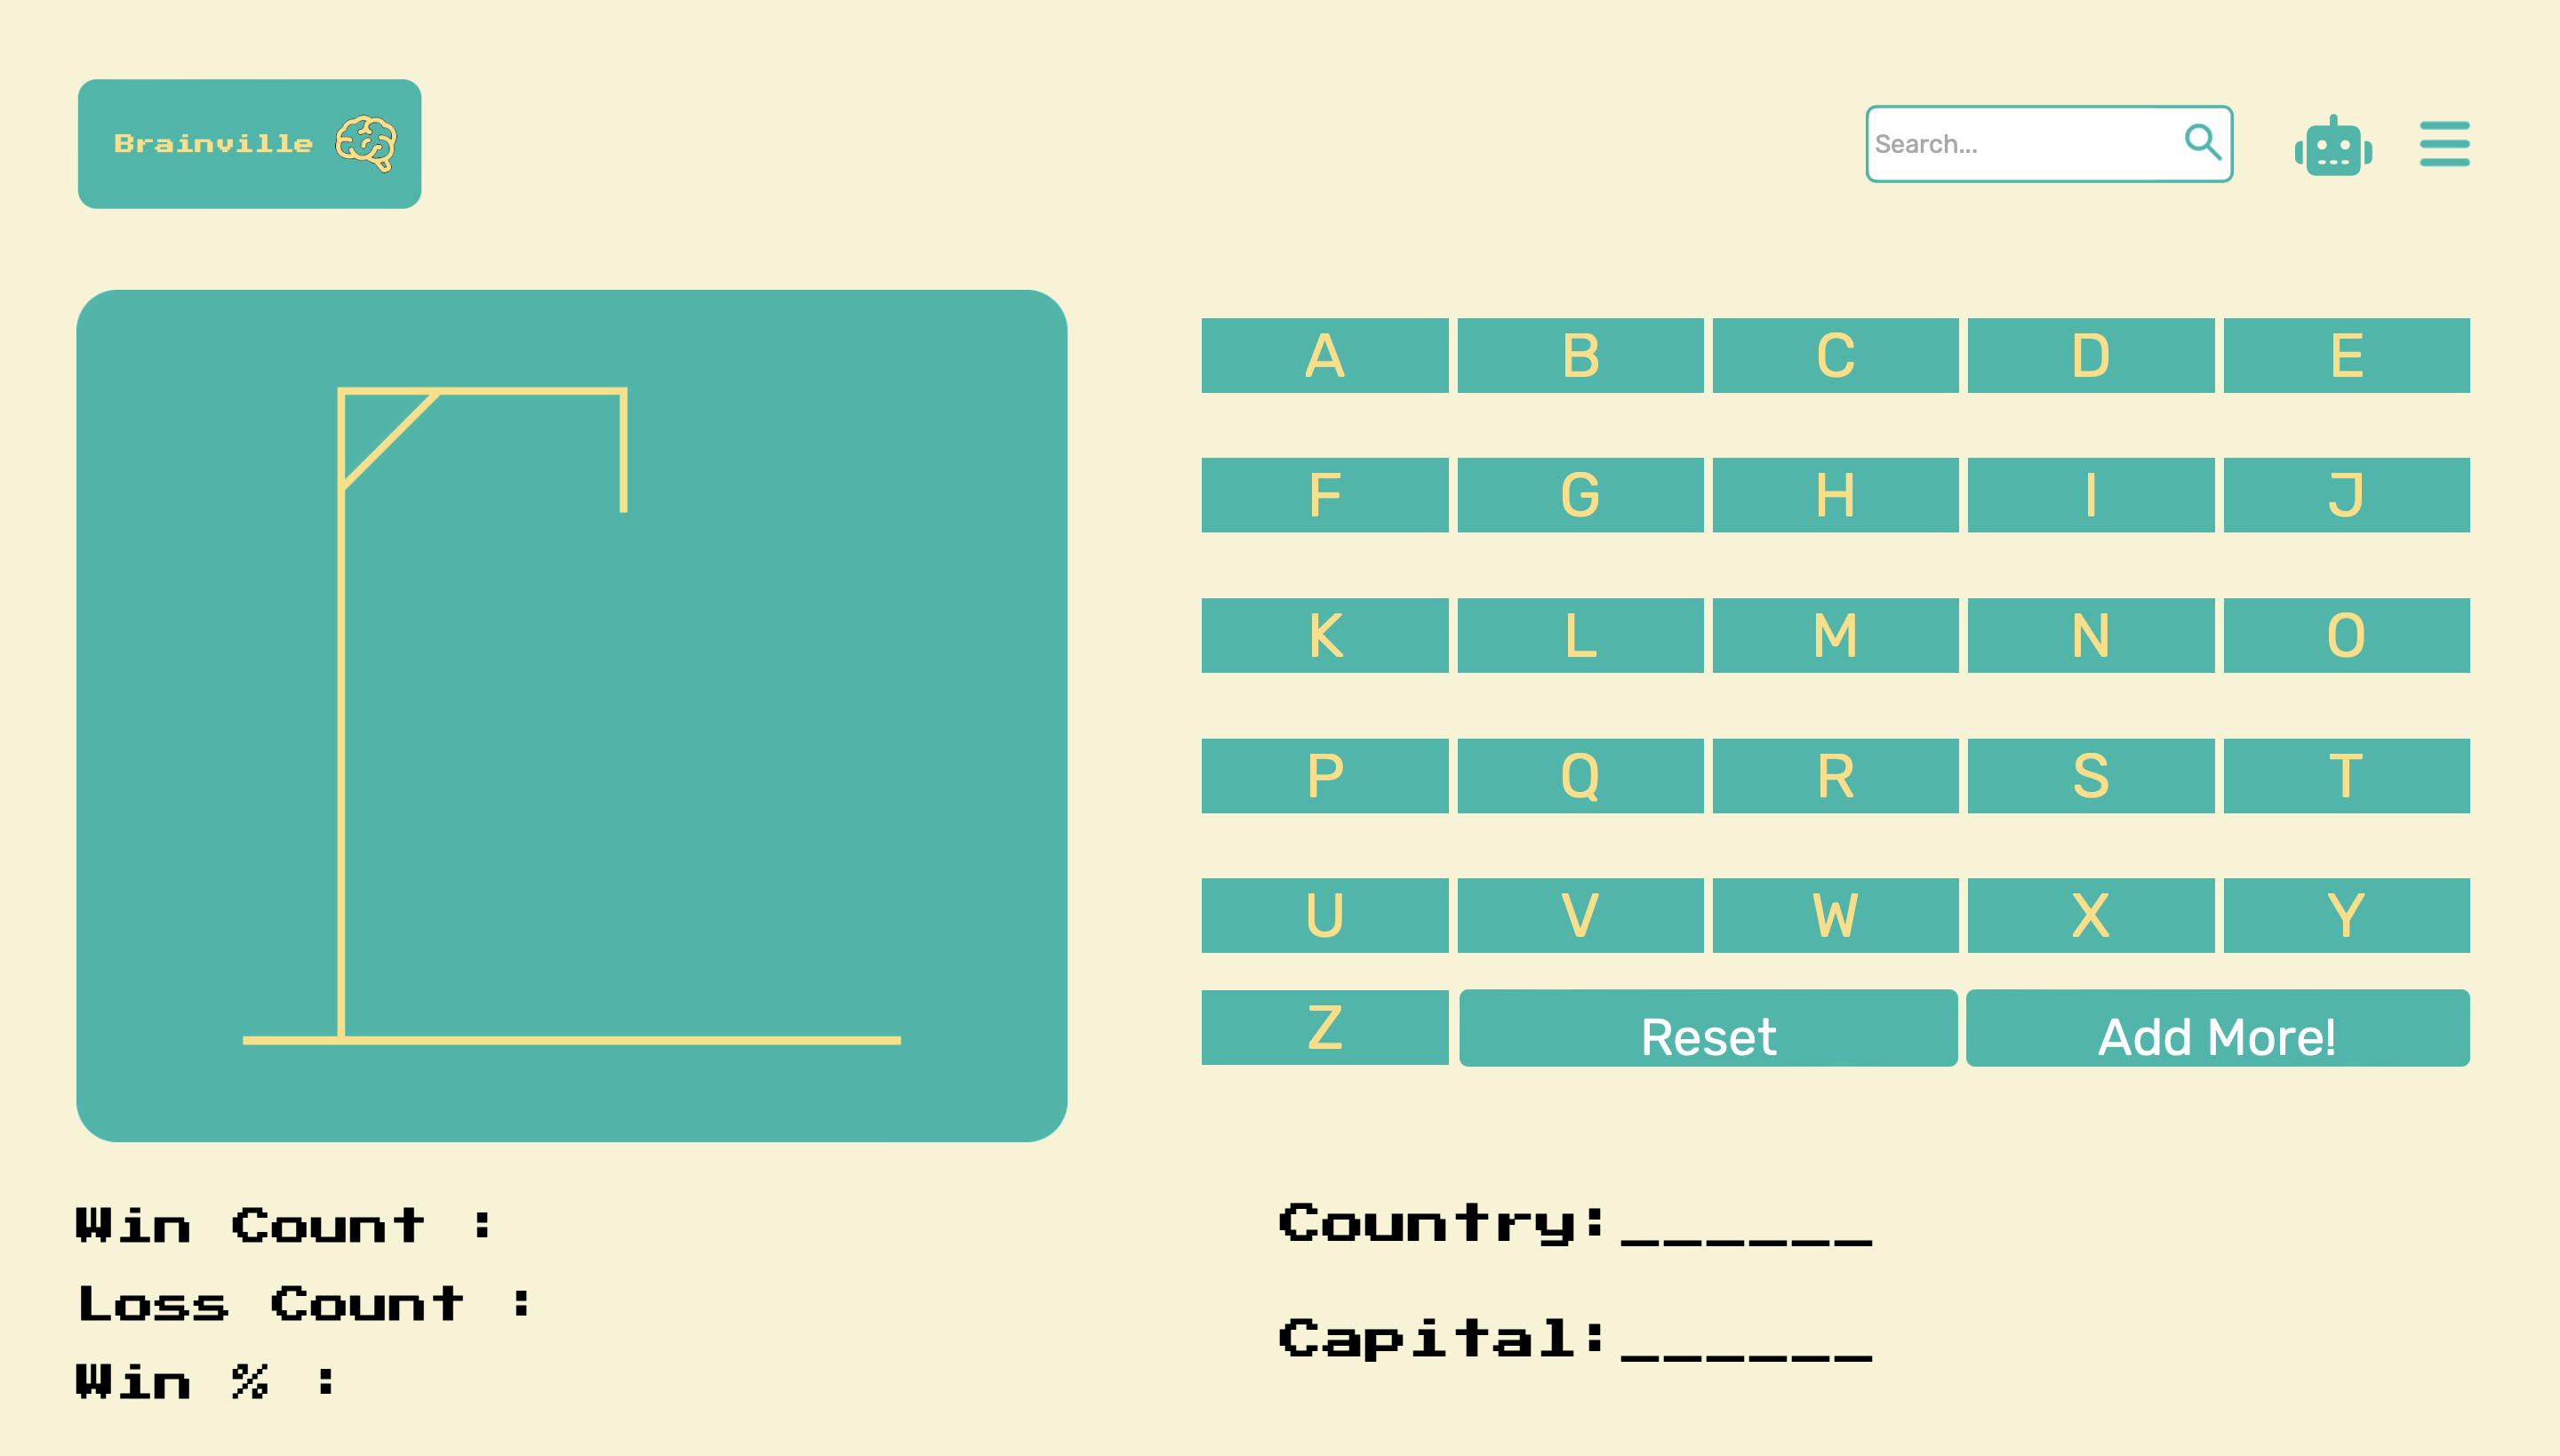 Brainville
Search...
A B C D E
F G H I J
K L M N O
P Q R S T
U V W X Y
Z Reset Add More!
Win Count :
Loss Count :
Win % :
Country:______
Capital:______